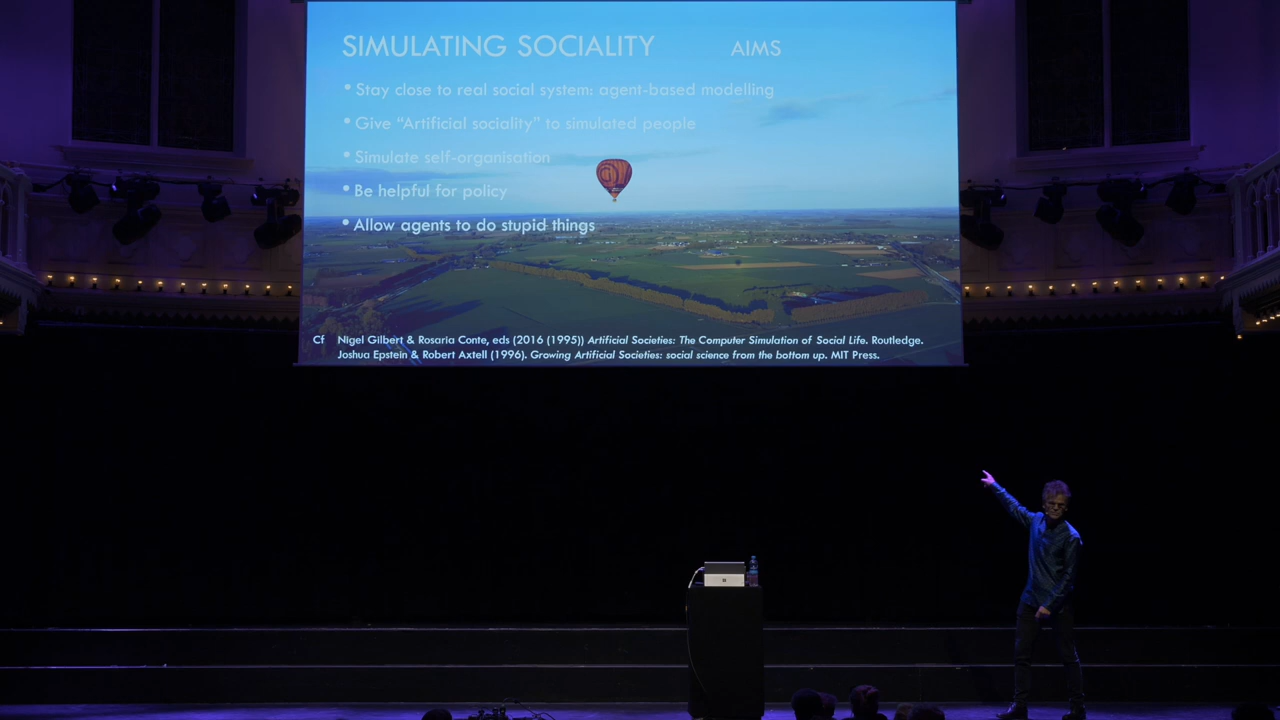 SIMULATING SOCIALITY AIMS
• Stay close to real social system: agent-based modelling
• Give “Artificial sociality” to simulated people
• Simulate self-organisation
• Be helpful for policy
• Allow agents to do stupid things
Cf Nigel Gilbert & Rosaria Conte, eds (2016 (1995)) Artificial Societies: The Computer Simulation of Social Life. Routledge.
Joshua Epstein & Robert Axtell (1996). Growing Artificial Societies: social science from the bottom up. MIT Press.